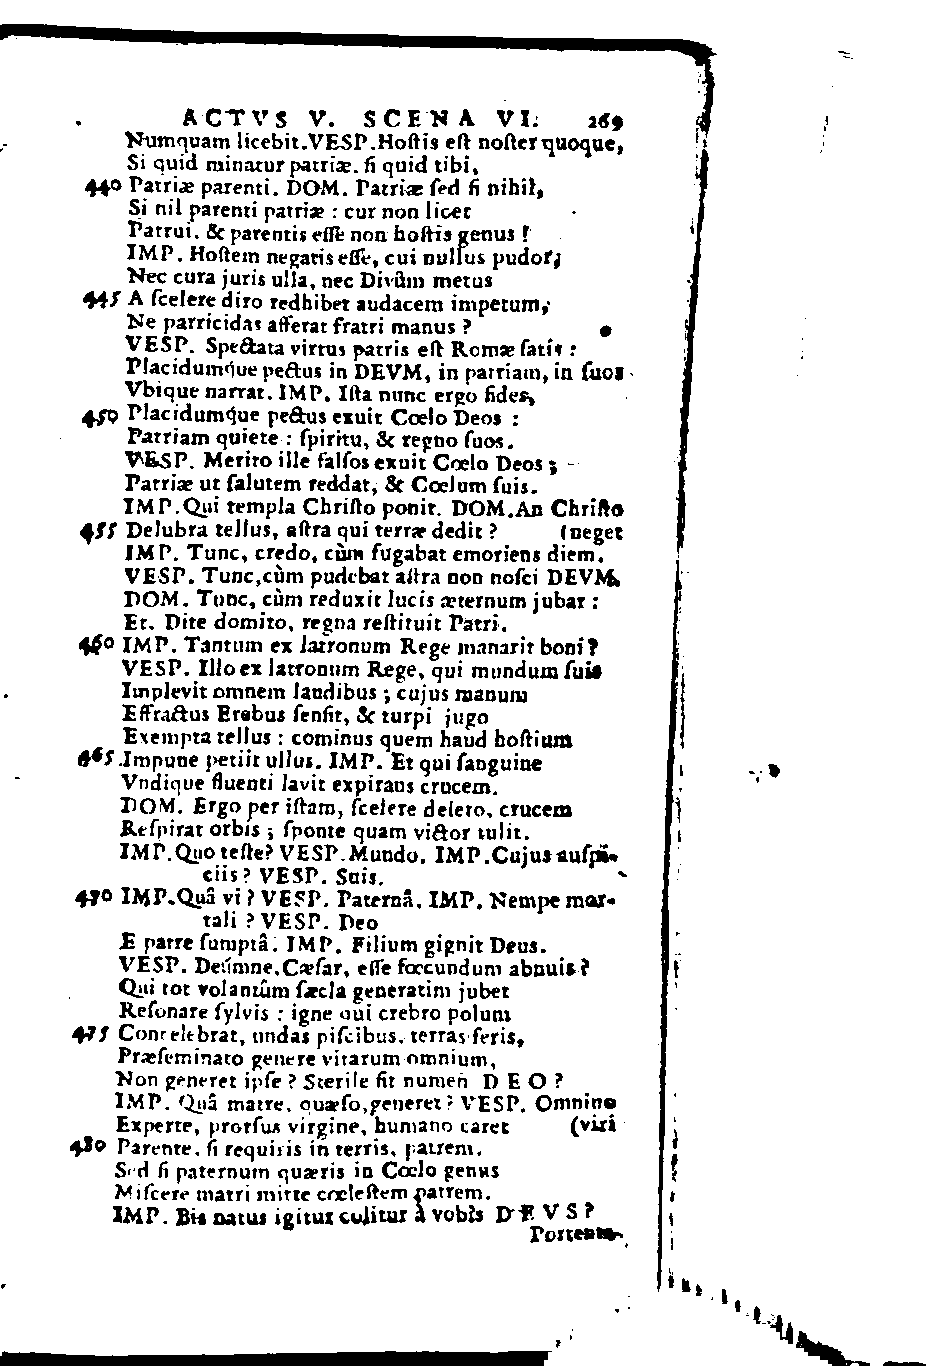 ACTVS V. SCENA VI. 269
Numquam licebit. VESP. Hoſtis eſt noſter quoque,
Si quid minatur patriæ. ſi quid tibi,
440 Patriæ parenti. DOM. Patriæ ſed ſi nihil,
Si nil parenti patriæ : cur non licet
Patrui. & parentis eſſe non hoſtis genus !
IMP. Hoſtem negatis eſſe, cui nullus pudor,
Nec cura juris ulla, nec Divûm metus
445 A ſcelere diro redhibet audacem impetum,
Ne parricidas afferat fratri manus ?
VESP. Spectata virtus patris eſt Romæ ſatis :
Placidumque pectus in DEVM, in patriam, in ſuos
Vbique narrat. IMP. Iſta nunc ergo fides,
450 Placidumque pectus exuit Cœlo Deos :
Patriam quiete : ſpiritu, & regno ſuos.
VESP. Merito ille falſos exuit Cœlo Deos ;
Patriæ ut ſalutem reddat, & Cœlum ſuis.
IMP. Qui templa Chriſto ponit. DOM. An Chriſto
455 Delubra tellus, aſtra qui terræ dedit ? (neget
IMP. Tunc, credo, cùm fugabat emoriens diem.
VESP. Tunc, cùm pudebat aſtra non noſci DEVM.
DOM. Tunc, cùm reduxit lucis æternum jubar :
Et. Dite domito, regna reſtituit Patri.
460 IMP. Tantum ex latronum Rege manarit boni ?
VESP. Illo ex latronum Rege, qui mundum ſuis
Implevit omnem laudibus ; cujus manum
Effractus Erebus ſenſit, & turpi jugo
Exempta tellus : cominus quem haud hoſtium
465 Impune petiit ullus. IMP. Et qui ſanguine
Vndique fluenti lavit expirans crucem.
DOM. Ergo per iſtam, ſcelere deleto, crucem
Reſpirat orbis ; ſponte quam victor tulit.
IMP. Quo teſte? VESP. Mundo. IMP. Cujus auſpi-
ciis ? VESP. Suis.
470 IMP. Quâ vi ? VESP. Paternâ. IMP. Nempe mor-
tali ? VESP. Deo
E patre ſumptâ. IMP. Filium gignit Deus.
VESP. Deúmne, Cæſar, eſſe fœcundum abnuis ?
Qui tot volantûm ſæcla generatim jubet
Reſonare ſylvis : igne qui crebro polum
475 Concelebrat, undas piſcibus, terras feris,
Præſeminato genere vitarum omnium,
Non generet ipſe ? Sterile ſit numen DEO ?
IMP. Quâ matre, quæſo, generet ? VESP. Omnino
Experte, prorſus virgine, humano caret (viri
480 Parente, ſi requiris in terris, patrem.
Sed ſi paternum quæris in Cœlo genus
Miſcere matri mitte cœleſtem patrem.
IMP. Bis natus igitur colitur à vobis DEVS ?
Portenta-